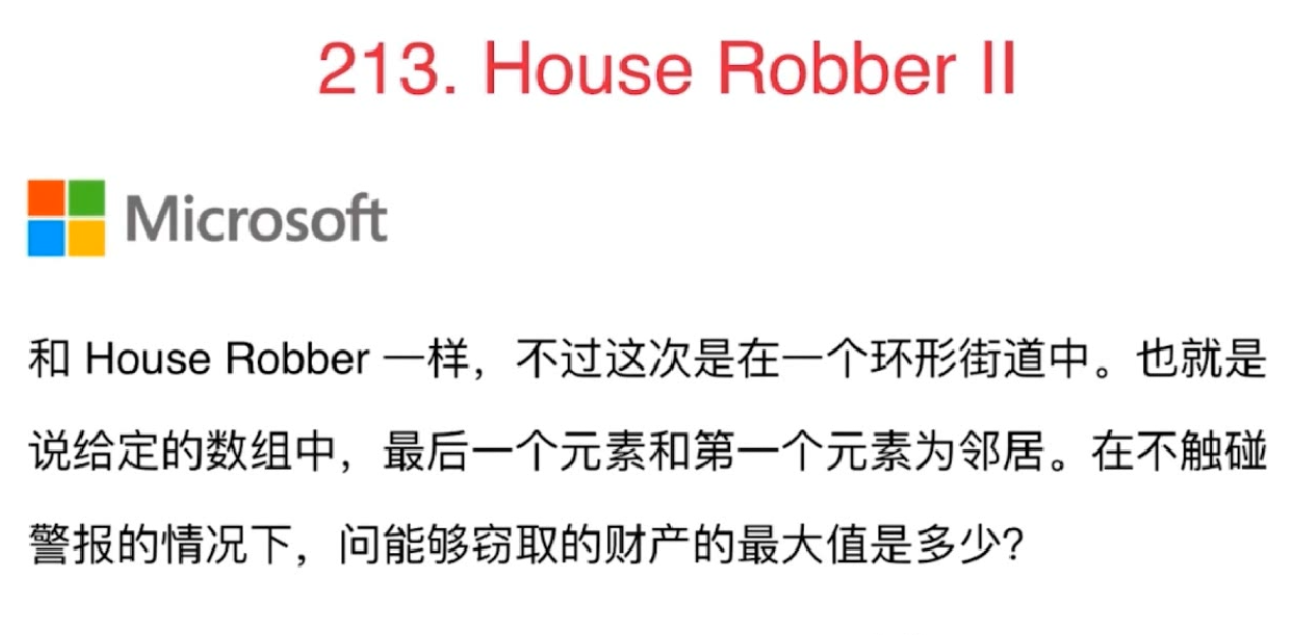 213. House Robber II
Microsoft
和 House Robber 一样，不过这次是在一个环形街道中。也就是
说给定的数组中，最后一个元素和第一个元素为邻居。在不触碰
警报的情况下，问能够窃取的财产的最大值是多少？